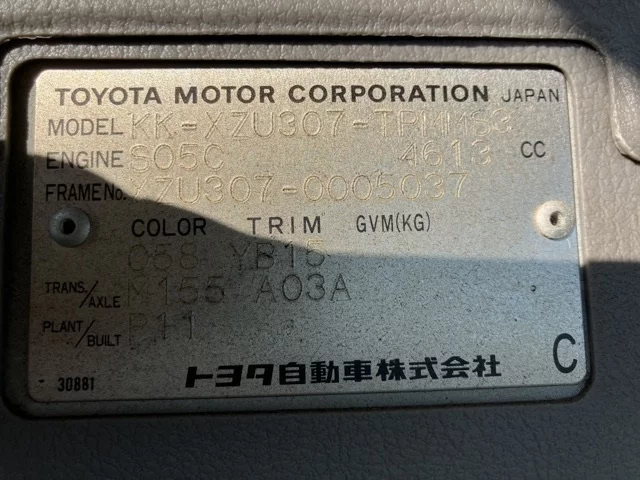 TOYOTA MOTOR CORPORATION JAPAN
MODEL KK-XZU307-TPMMS3
ENGINE S05C 4613 CC
FRAME No. XZU307-0005037
COLOR TRIM GVM(KG)
058 YB15
TRANS./AXLE M155 A03A
PLANT/BUILT P11
30881 トヨタ自動車株式会社 C